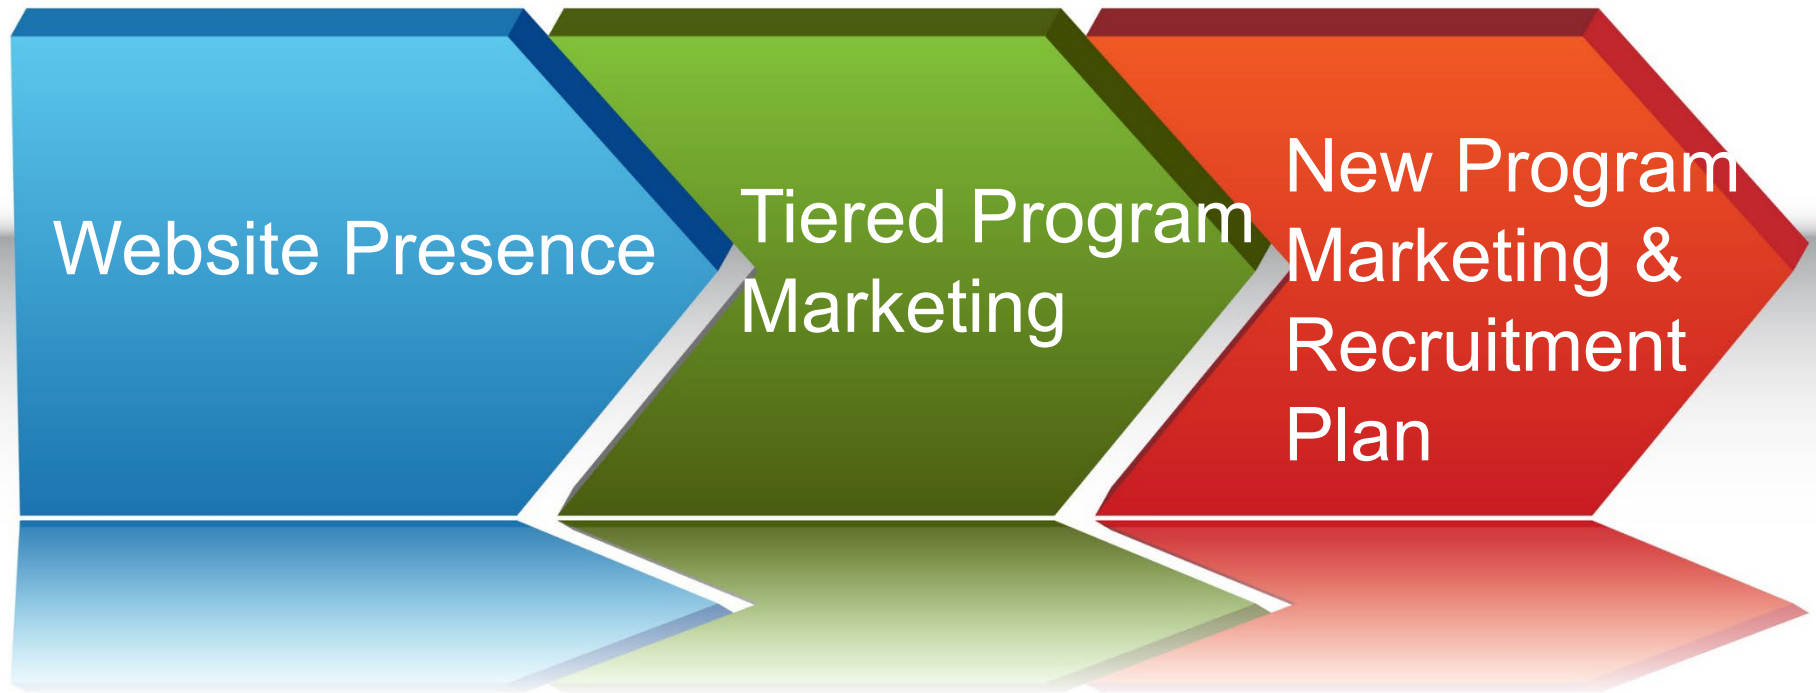 Website Presence
Tiered Program
Marketing
New Program
Marketing &
Recruitment
Plan